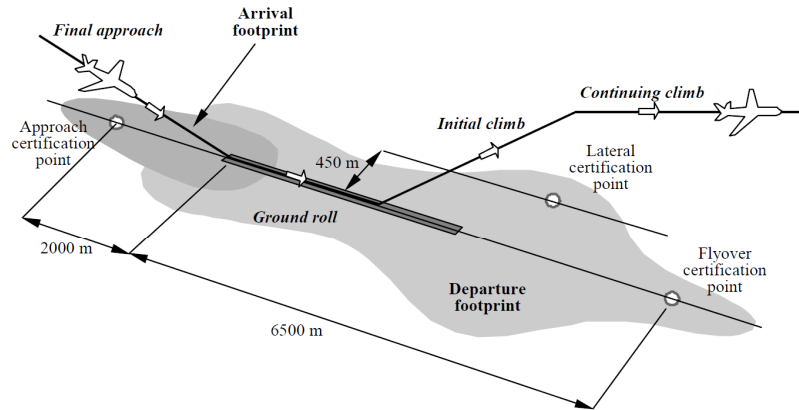 Final approach
Arrival
footprint
Continuing climb
Initial climb
Approach
certification
point
450 m
Lateral
certification
point
Ground roll
2000 m
Flyover
certification
point
Departure
footprint
6500 m